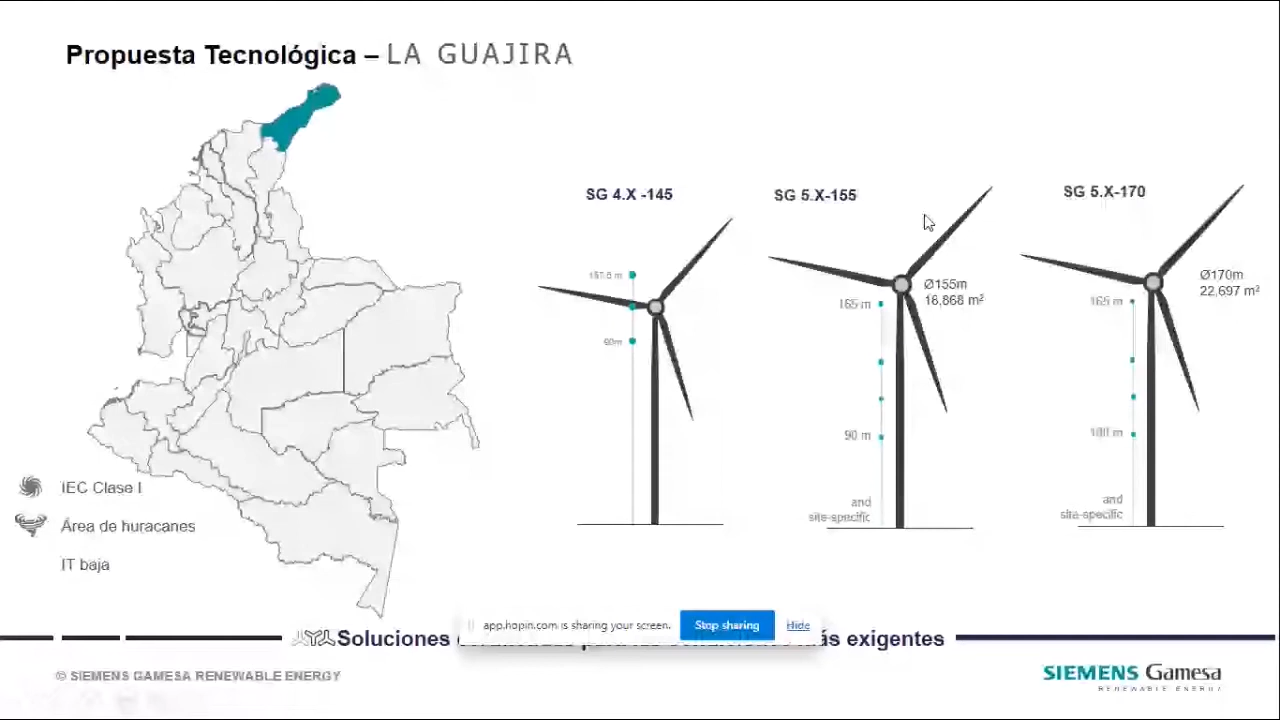 Propuesta Tecnológica – LA GUAJIRA
SG 4.X -145
SG 5.X-155
SG 5.X-170
Ø155m
16,868 m²
Ø170m
22,697 m²
90m
165 m
90 m
and
site-specific
165 m
100 m
and
site-specific
IEC Clase I
Área de huracanes
IT baja
app.hopin.com is sharing your screen.
Stop sharing
Hide
Soluciones
más exigentes
© SIEMENS GAMESA RENEWABLE ENERGY
SIEMENS Gamesa
RENEWABLE ENERGY